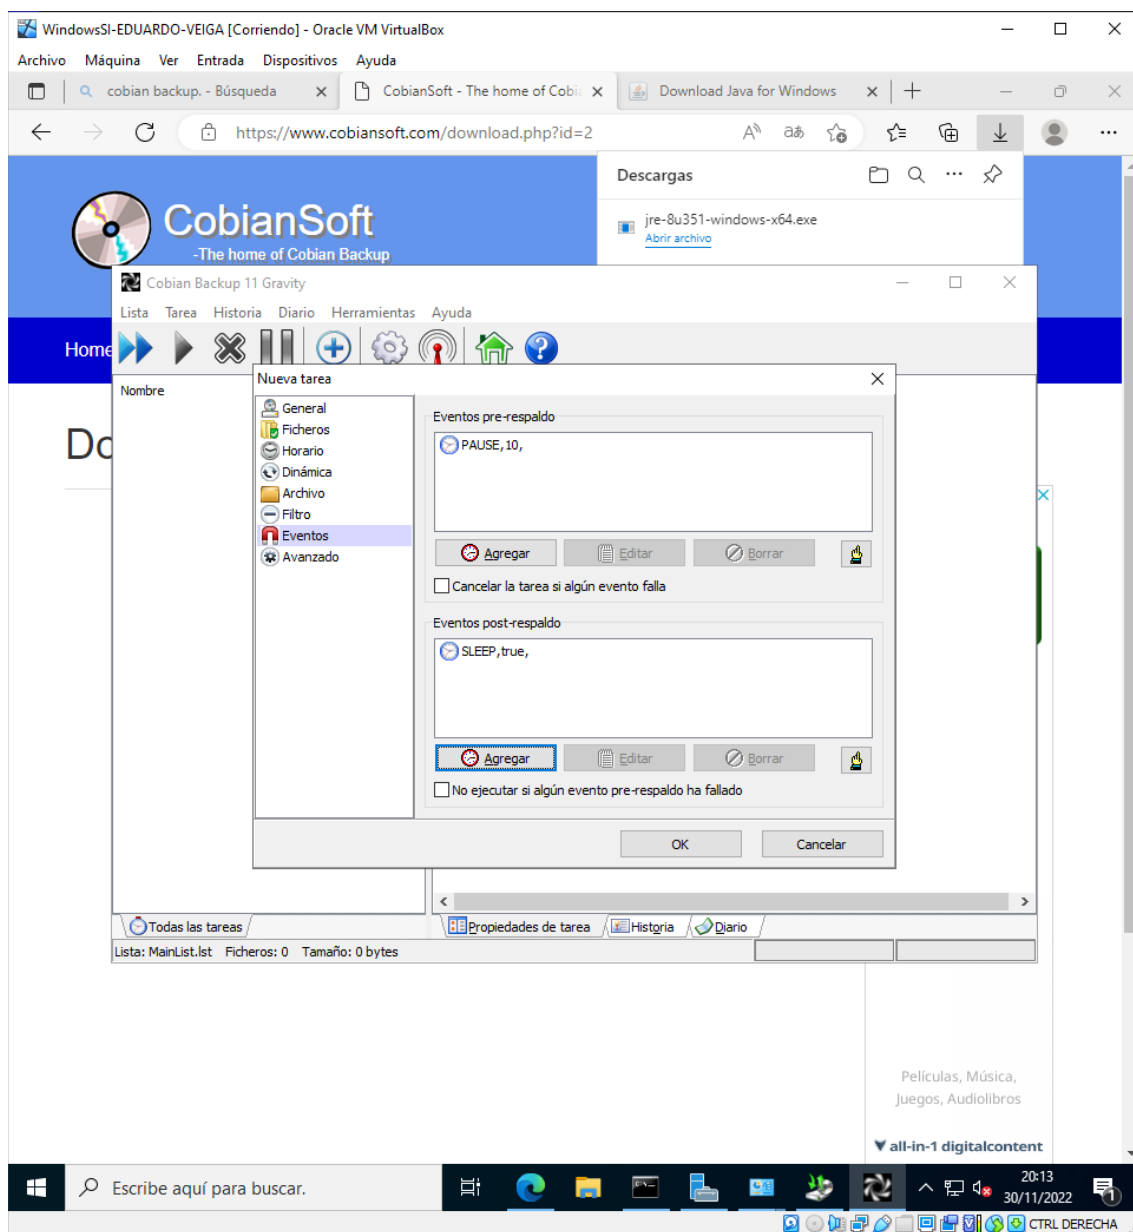 WindowsSI-EDUARDO-VEIGA [Corriendo] - Oracle VM VirtualBox
Archivo Máquina Ver Entrada Dispositivos Ayuda
cobian backup. - Búsqueda
CobianSoft - The home of Cobi
Download Java for Windows
https://www.cobiansoft.com/download.php?id=2
Descargas
jre-8u351-windows-x64.exe
Abrir archivo
CobianSoft
-The home of Cobian Backup
Cobian Backup 11 Gravity
Lista Tarea Historia Diario Herramientas Ayuda
Home
Nombre
Do
Nueva tarea
General
Ficheros
Horario
Dinámica
Archivo
Filtro
Eventos
Avanzado
Eventos pre-respaldo
PAUSE,10,
Agregar Editar Borrar
Cancelar la tarea si algún evento falla
Eventos post-respaldo
SLEEP,true,
Agregar Editar Borrar
No ejecutar si algún evento pre-respaldo ha fallado
OK Cancelar
Todas las tareas
Propiedades de tarea Historia Diario
Lista: MainList.lst Ficheros: 0 Tamaño: 0 bytes
Películas, Música,
Juegos, Audiolibros
all-in-1 digitalcontent
Escribe aquí para buscar.
20:13
30/11/2022
1
CTRL DERECHA